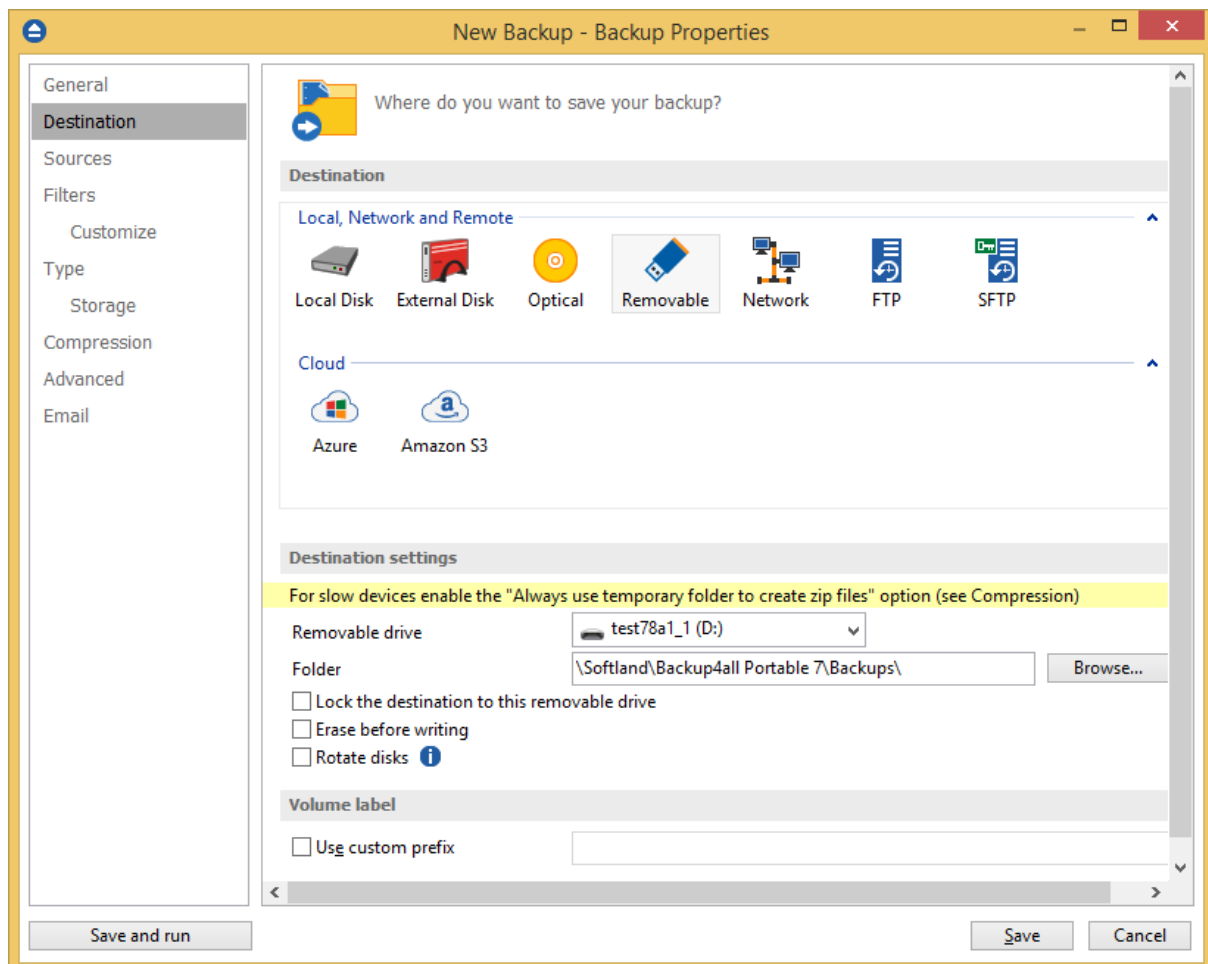 New Backup - Backup Properties
General
Destination
Sources
Filters
Customize
Type
Storage
Compression
Advanced
Email
Where do you want to save your backup?
Destination
Local, Network and Remote
Local Disk External Disk Optical Removable Network FTP SFTP
Cloud
Azure Amazon S3
Destination settings
For slow devices enable the "Always use temporary folder to create zip files" option (see Compression)
Removable drive test78a1_1 (D:)
Folder \Softland\Backup4all Portable 7\Backups\ Browse...
Lock the destination to this removable drive
Erase before writing
Rotate disks
Volume label
Use custom prefix
Save and run Save Cancel